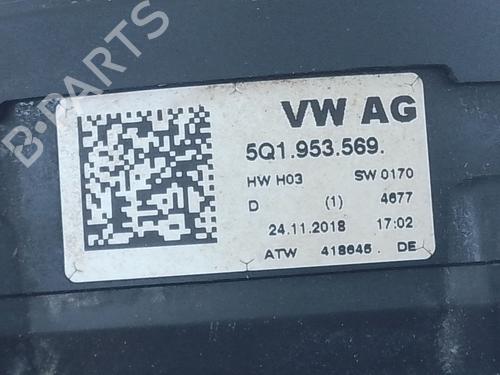 B-PARTS
VW AG
5Q1.953.569.
HW H03 SW 0170
D (1) 4677
24.11.2018 17:02
ATW 418645 DE